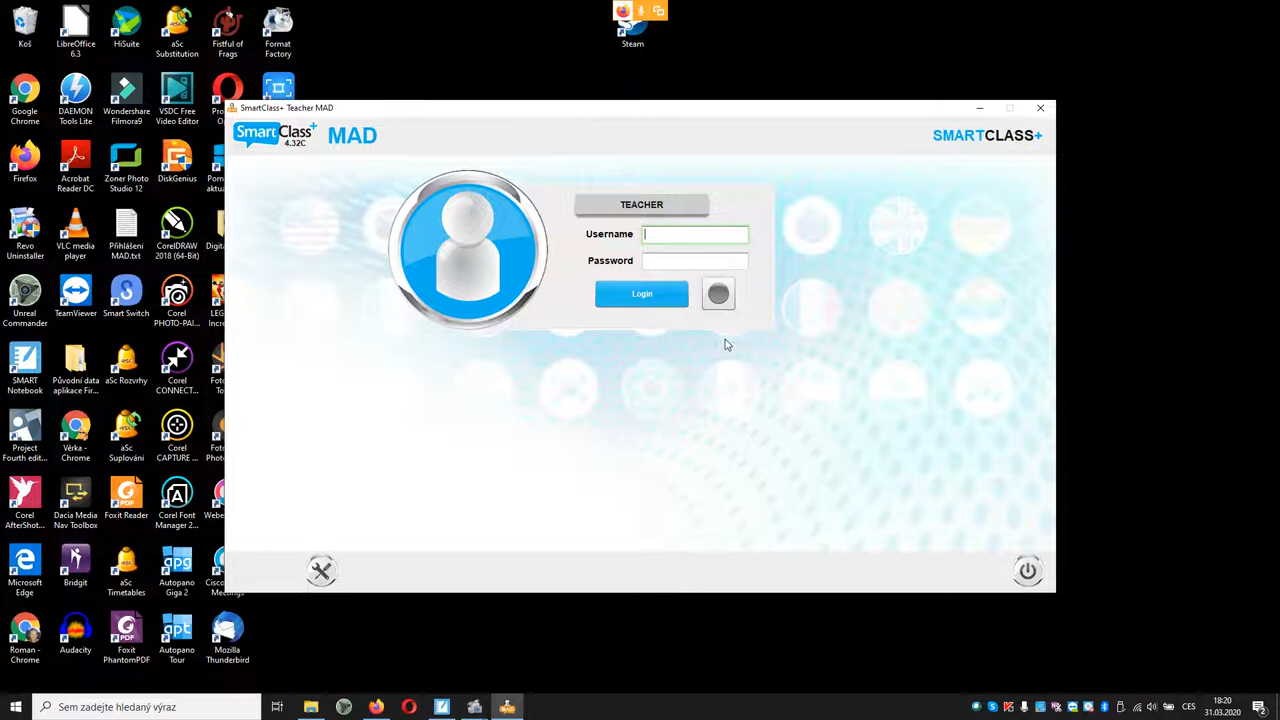 Koš
LibreOffice 6.3
HiSuite
aSc Substitution
Fistful of Frags
Format Factory
Steam
Google Chrome
DAEMON Tools Lite
Wondershare Filmora9
VSDC Free Video Editor
SmartClass+ Teacher MAD
SmartClass+
4.32C
MAD
SMARTCLASS+
Firefox
Acrobat Reader DC
Zoner Photo Studio 12
DiskGenius
TEACHER
Username
Password
Login
Revo Uninstaller
VLC media player
Přihlášení MAD.txt
CorelDRAW 2018 (64-Bit)
Unreal Commander
TeamViewer
Smart Switch
Corel PHOTO-PAI...
SMART Notebook
Původní data aplikace Fir...
aSc Rozvrhy
Corel CONNECT...
Project Fourth edit...
Věrka - Chrome
aSc Suplování
Corel CAPTURE ...
Corel AfterShot...
Dacia Media Nav Toolbox
Foxit Reader
Corel Font Manager 2...
Microsoft Edge
Bridgit
aSc Timetables
Autopano Giga 2
Roman - Chrome
Audacity
Foxit PhantomPDF
Autopano Tour
Mozilla Thunderbird
Sem zadejte hledaný výraz
CES
18:20
31.03.2020